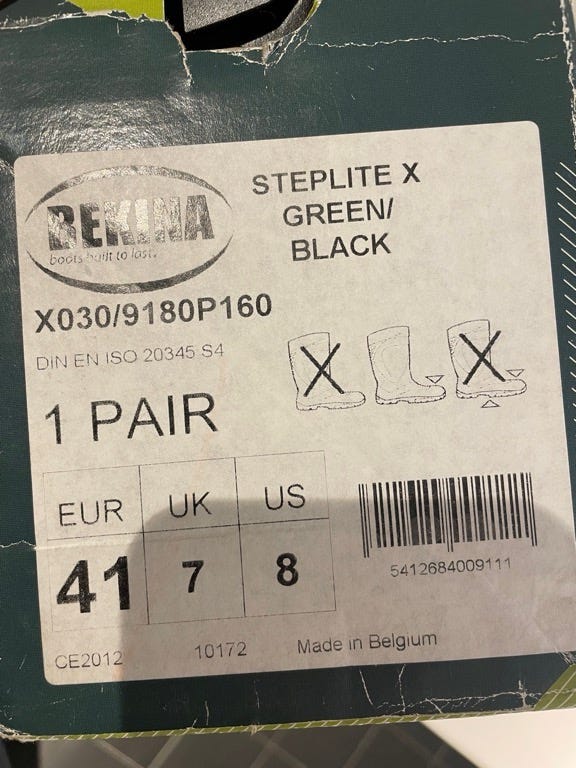 BEKINA
boots built to last.
STEPLITE X
GREEN/
BLACK
X030/9180P160
DIN EN ISO 20345 S4
1 PAIR
EUR UK US
41 7 8
5412684009111
CE2012 10172 Made in Belgium